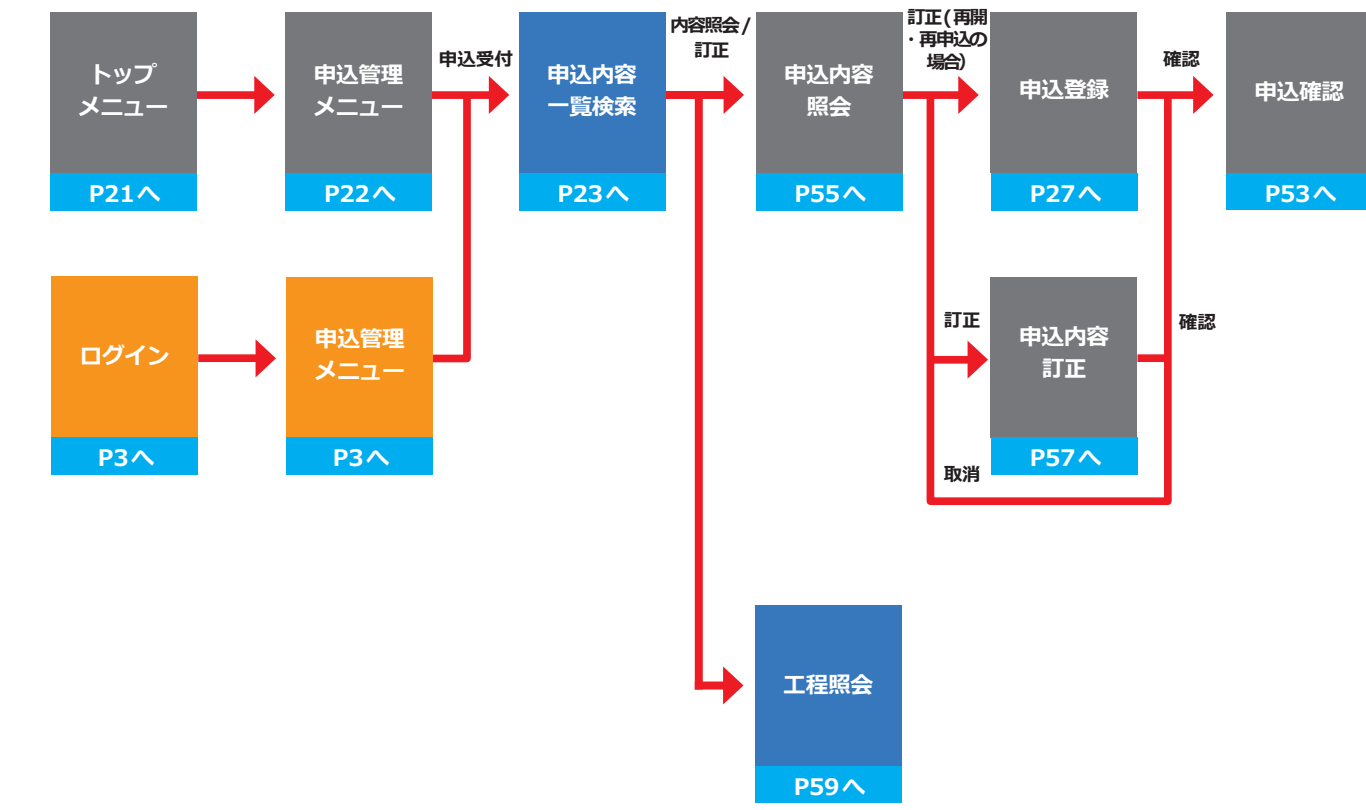 トップ
メニュー
P21へ
申込管理
メニュー
P22へ
申込受付
申込内容
一覧検索
P23へ
内容照会/
訂正
申込内容
照会
P55へ
訂正(再開
・再申込の
場合)
申込登録
P27へ
確認
申込確認
P53へ
ログイン
P3へ
申込管理
メニュー
P3へ
訂正
申込内容
訂正
P57へ
確認
取消
工程照会
P59へ